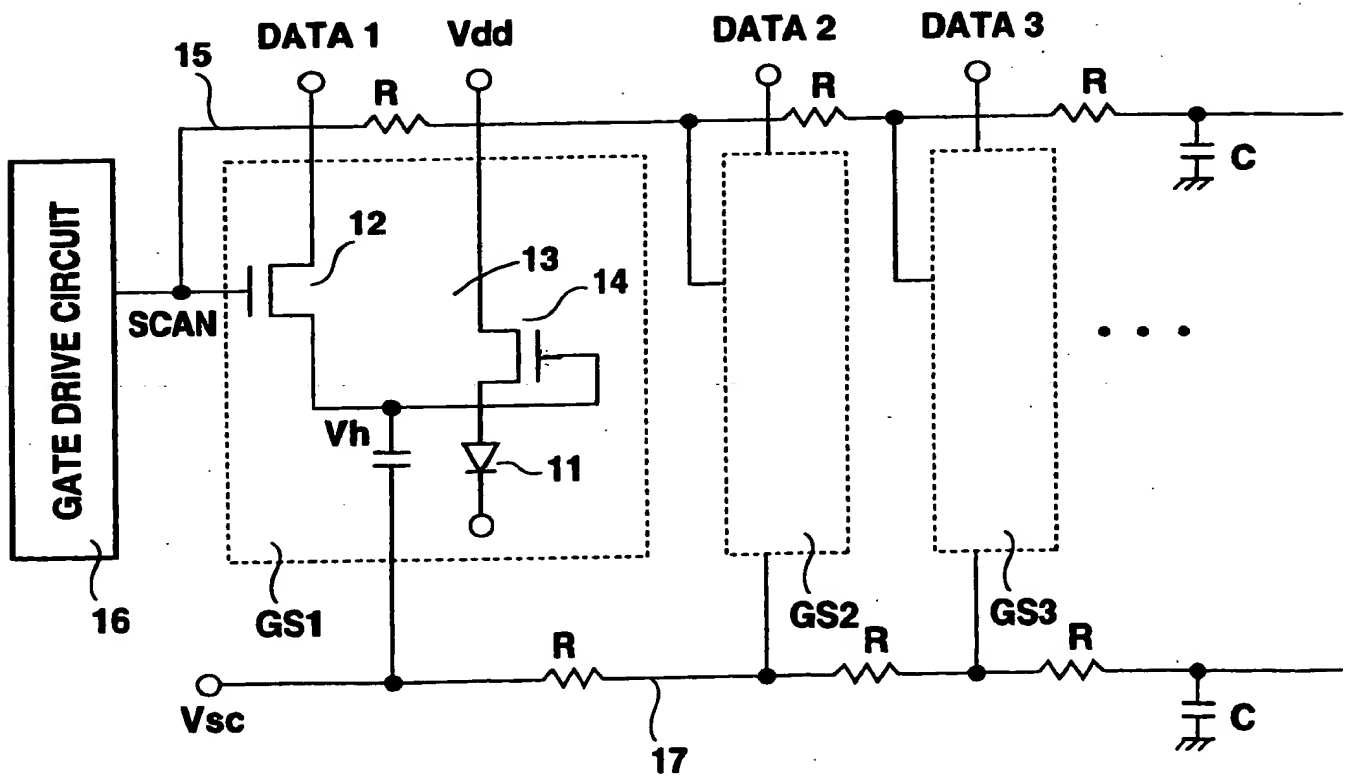 DATA 1
Vdd
DATA 2
DATA 3
15
R
R
R
C
12
13
14
SCAN
GATE DRIVE CIRCUIT
Vh
11
16
GS1
GS2
GS3
R
R
R
Vsc
17
C